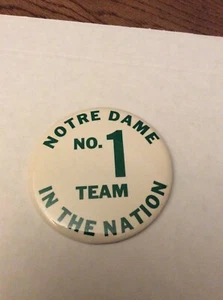 NOTRE DAME
NO. 1
TEAM
IN THE NATION